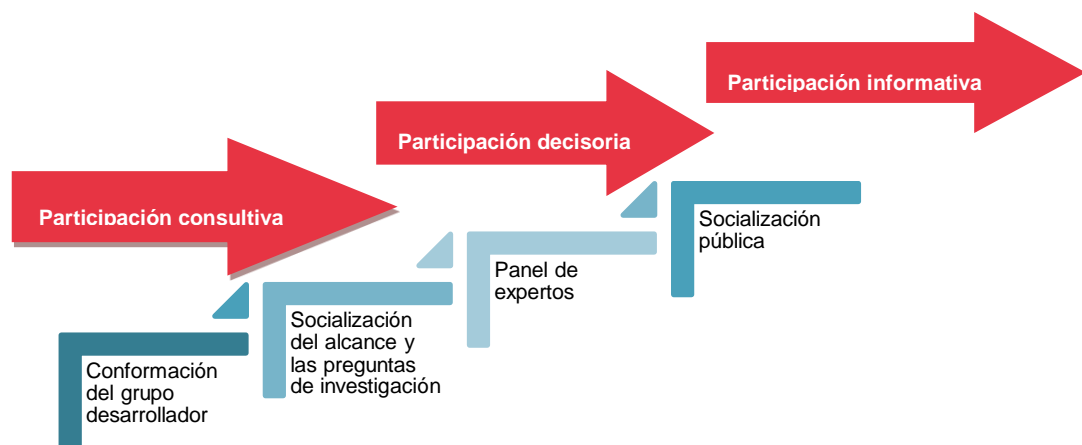 Participación informativa
Participación decisoria
Participación consultiva
Socialización
pública
Panel de
expertos
Socialización
del alcance y
las preguntas
de investigación
Conformación
del grupo
desarrollador